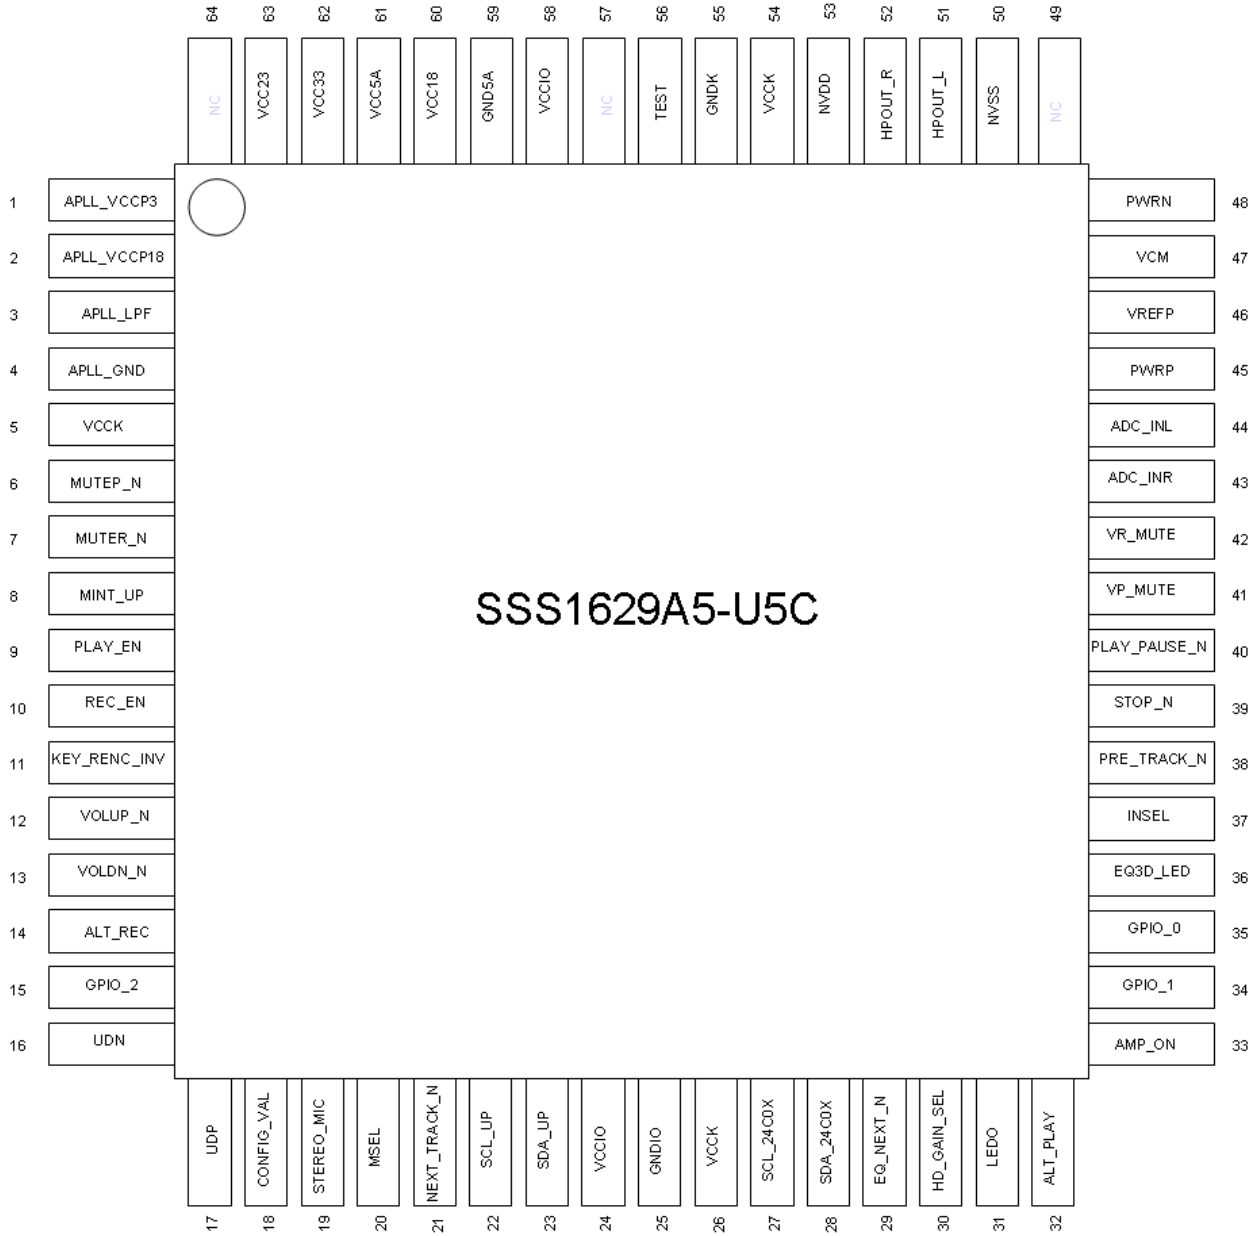 64 63 62 61 60 59 58 57 56 55 54 53 52 51 50 49
NC VCC23 VCC33 VCC5A VCC18 GND5A VCCIO NC TEST GNDK VCCK NVDD HPOUT_R HPOUT_L NVSS NC
1 APLL_VCCP3
2 APLL_VCCP18
3 APLL_LPF
4 APLL_GND
5 VCCK
6 MUTEP_N
7 MUTER_N
8 MINT_UP
9 PLAY_EN
10 REC_EN
11 KEY_RENC_INV
12 VOLUP_N
13 VOLDN_N
14 ALT_REC
15 GPIO_2
16 UDN
SSS1629A5-U5C
PWRN 48
VCM 47
VREFP 46
PWRP 45
ADC_INL 44
ADC_INR 43
VR_MUTE 42
VP_MUTE 41
PLAY_PAUSE_N 40
STOP_N 39
PRE_TRACK_N 38
INSEL 37
EQ3D_LED 36
GPIO_0 35
GPIO_1 34
AMP_ON 33
UDP CONFIG_VAL STEREO_MIC MSEL NEXT_TRACK_N SCL_UP SDA_UP VCCIO GNDIO VCCK SCL_24C0X SDA_24C0X EQ_NEXT_N HD_GAIN_SEL LEDO ALT_PLAY
17 18 19 20 21 22 23 24 25 26 27 28 29 30 31 32